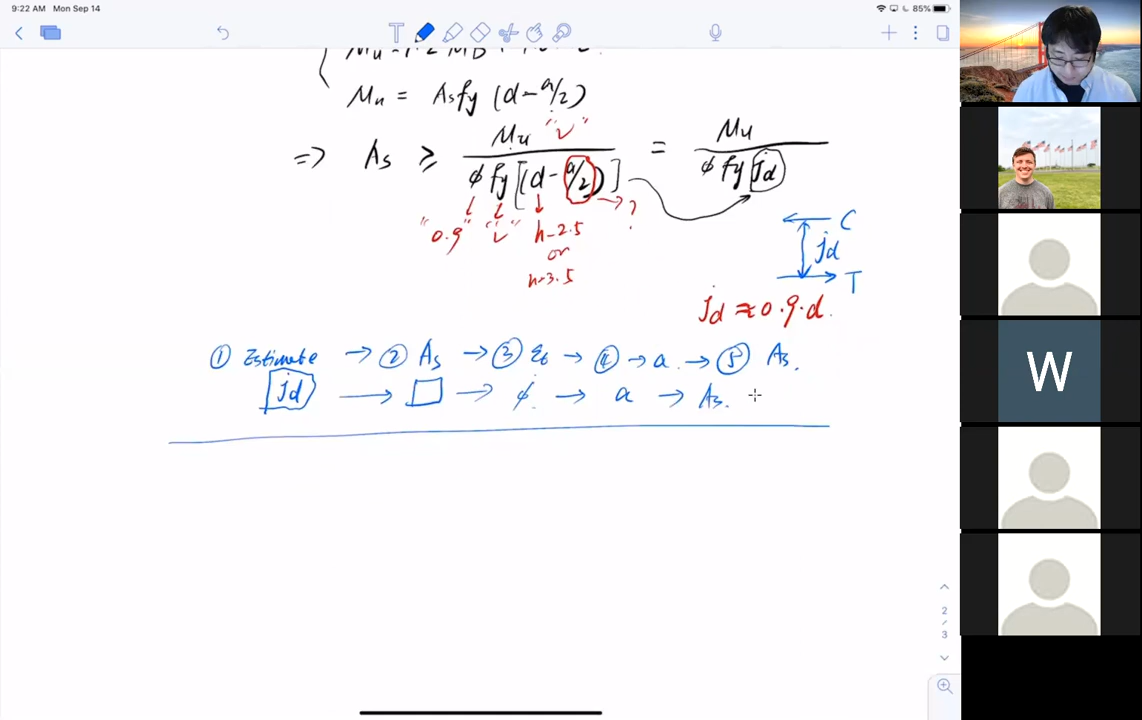 9:22 AM Mon Sep 14
85%
Mn = Asfy (d - a/2)
=> As ≥ Mu "✓" / φ fy [(d - a/2)] = Mu / φ fy Jd
"0.9" "✓" h-2.5 ?
or
h-3.5
C
Jd
T
Jd ≈ 0.9·d.
① Estimate → ② As → ③ εt → ④ → a. → ⑤ As.
Jd → □ → φ. → a → As.
W
2
/
3